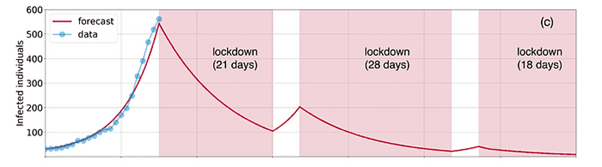 600
500
400
300
200
100
Infected individuals
forecast
data
(c)
lockdown
(21 days)
lockdown
(28 days)
lockdown
(18 days)